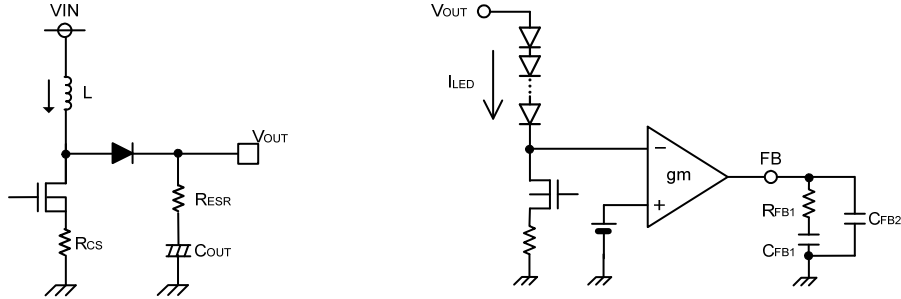 VIN
L
VOUT
RESR
RCS
COUT
VOUT
ILED
−
gm
+
FB
RFB1
CFB2
CFB1